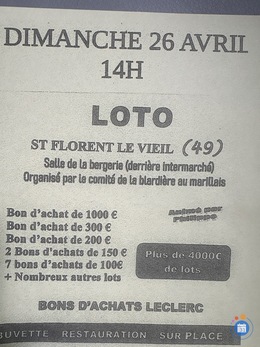 DIMANCHE 26 AVRIL
14H
LOTO
ST FLORENT LE VIEIL (49)
Salle de la bergerie (derrière intermarché)
Organisé par le comité de la blardière au marillais
Bon d'achat de 1000 €
Bon d'achat de 300 €
Bon d'achat de 200 €
2 Bons d'achats de 150 €
7 bons d'achats de 100€
+ Nombreux autres lots
Animé par
Philippe
Plus de 4000€
de lots
BONS D'ACHATS LECLERC
BUVETTE - RESTAURATION - SUR PLACE